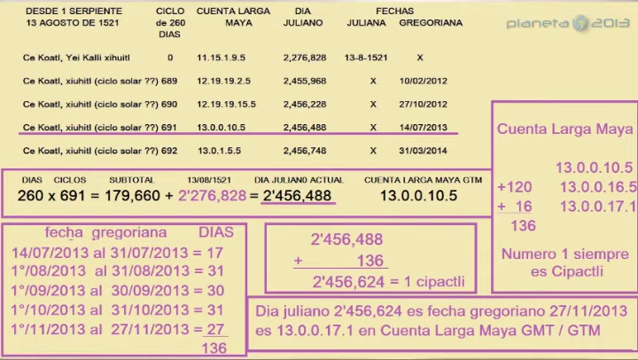 DESDE 1 SERPIENTE CICLO CUENTA LARGA DIA FECHAS
13 AGOSTO DE 1521 de 260 MAYA JULIANO JULIANA GREGORIANA
DIAS
planeta 2013
Ce Koatl, Yei Kalli xihuitl 0 11.15.1.9.5 2,276,828 13-8-1521 X
Ce Koatl, xiuhitl (ciclo solar ??) 689 12.19.19.2.5 2,455,968 X 10/02/2012
Ce Koatl, xiuhitl (ciclo solar ??) 690 12.19.19.15.5 2,456,228 X 27/10/2012
Ce Koatl, xiuhitl (ciclo solar ??) 691 13.0.0.10.5 2,456,488 X 14/07/2013
Ce Koatl, xiuhitl (ciclo solar ??) 692 13.0.1.5.5 2,456,748 X 31/03/2014
DIAS CICLOS SUBTOTAL 13/08/1521 DIA JULIAN0 ACTUAL CUENTA LARGA MAYA GTM
260 x 691 = 179,660 + 2'276,828 = 2'456,488 13.0.0.10.5
Cuenta Larga Maya
13.0.0.10.5
+120 13.0.0.16.5
+ 16 13.0.0.17.1
136
Numero 1 siempre
es Cipactli
fecha gregoriana DIAS
14/07/2013 al 31/07/2013 = 17
1°/08/2013 al 31/08/2013 = 31
1°/09/2013 al 30/09/2013 = 30
1°/10/2013 al 31/10/2013 = 31
1°/11/2013 al 27/11/2013 = 27
136
2'456,488
+ 136
2'456,624 = 1 cipactli
Dia juliano 2'456,624 es fecha gregoriano 27/11/2013
es 13.0.0.17.1 en Cuenta Larga Maya GMT / GTM